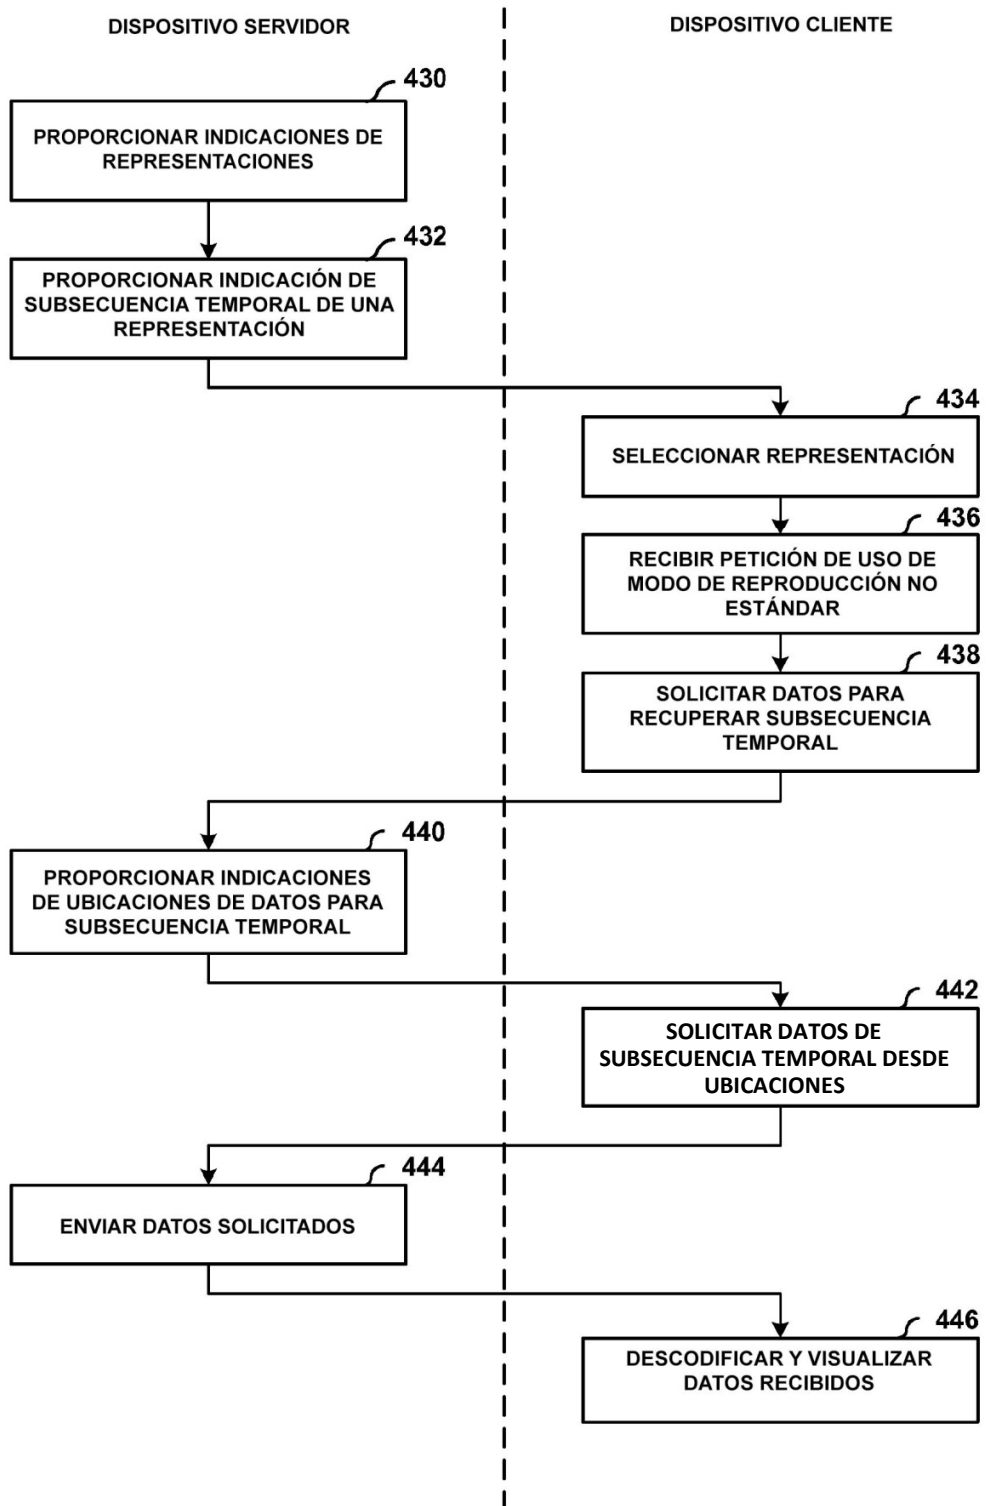 DISPOSITIVO SERVIDOR
DISPOSITIVO CLIENTE
430
PROPORCIONAR INDICACIONES DE
REPRESENTACIONES
432
PROPORCIONAR INDICACIÓN DE
SUBSECUENCIA TEMPORAL DE UNA
REPRESENTACIÓN
434
SELECCIONAR REPRESENTACIÓN
436
RECIBIR PETICIÓN DE USO DE
MODO DE REPRODUCCIÓN NO
ESTÁNDAR
438
SOLICITAR DATOS PARA
RECUPERAR SUBSECUENCIA
TEMPORAL
440
PROPORCIONAR INDICACIONES
DE UBICACIONES DE DATOS PARA
SUBSECUENCIA TEMPORAL
442
SOLICITAR DATOS DE
SUBSECUENCIA TEMPORAL DESDE
UBICACIONES
444
ENVIAR DATOS SOLICITADOS
446
DESCODIFICAR Y VISUALIZAR
DATOS RECIBIDOS